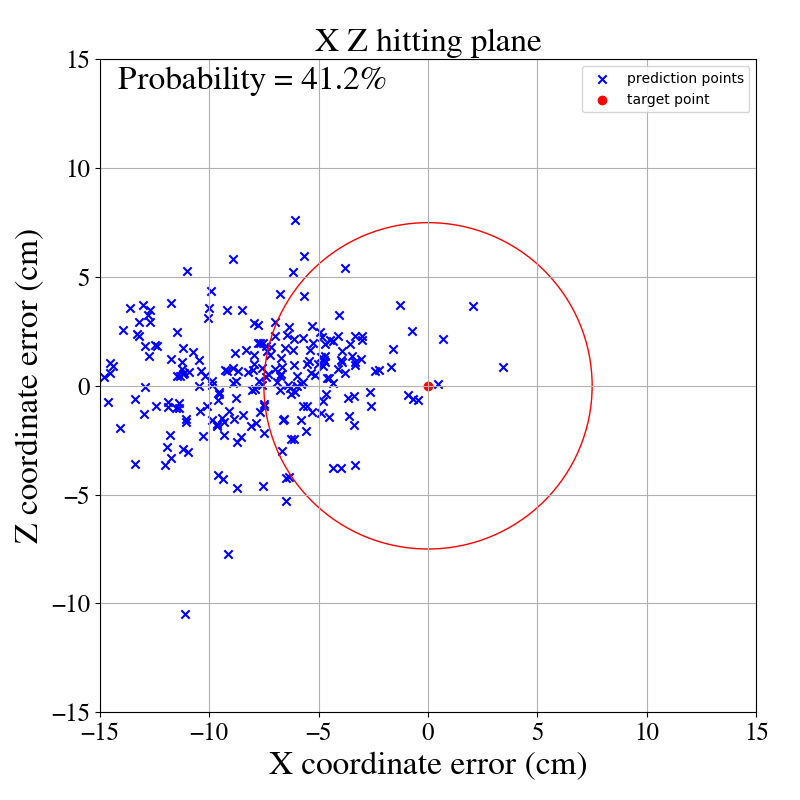 X Z hitting plane
Probability = 41.2%
prediction points
target point
15
10
5
0
−5
−10
−15
Z coordinate error (cm)
−15 −10 −5 0 5 10 15
X coordinate error (cm)